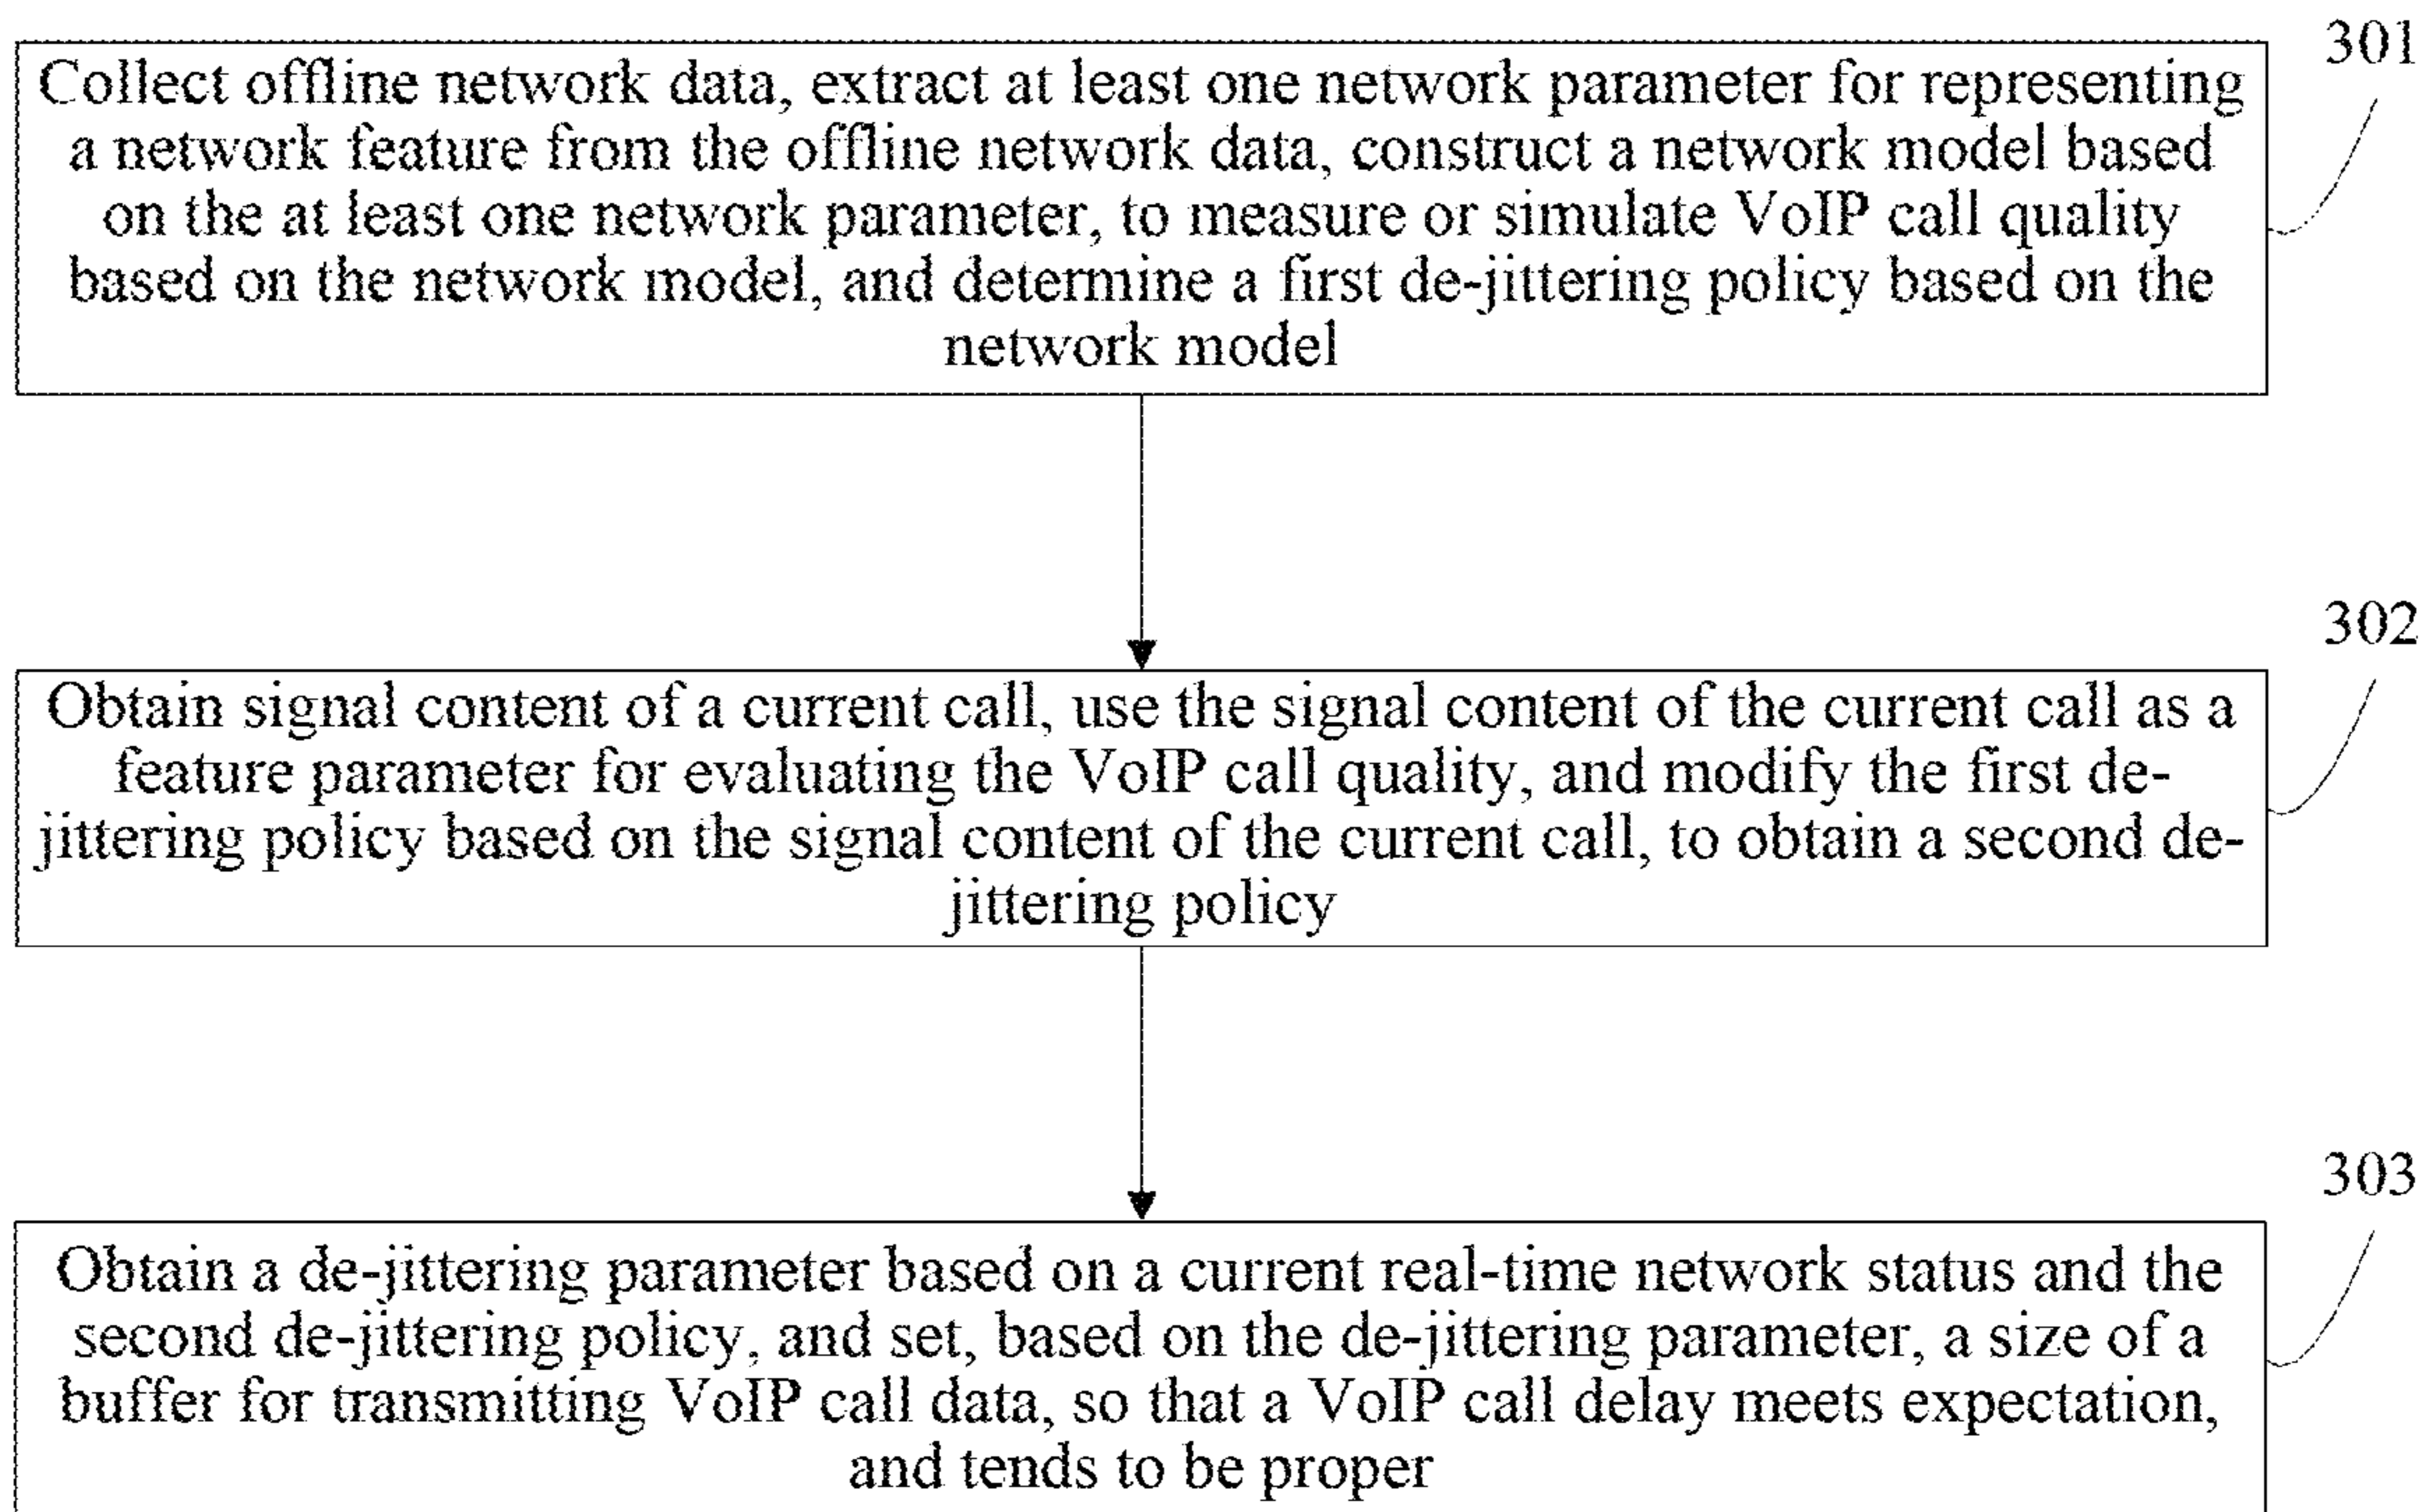 301
Collect offline network data, extract at least one network parameter for representing
a network feature from the offline network data, construct a network model based
on the at least one network parameter, to measure or simulate VoIP call quality
based on the network model, and determine a first de-jittering policy based on the
network model
302
Obtain signal content of a current call, use the signal content of the current call as a
feature parameter for evaluating the VoIP call quality, and modify the first de-
jittering policy based on the signal content of the current call, to obtain a second de-
jittering policy
303
Obtain a de-jittering parameter based on a current real-time network status and the
second de-jittering policy, and set, based on the de-jittering parameter, a size of a
buffer for transmitting VoIP call data, so that a VoIP call delay meets expectation,
and tends to be proper